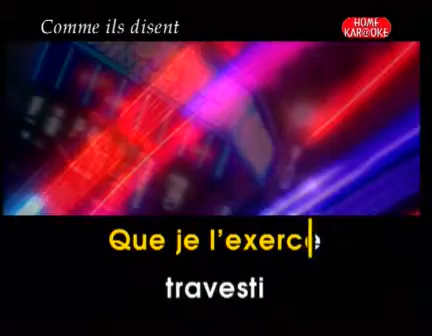 Comme ils disent
HOME
KAR@OKE
Que je l'exerce
travesti